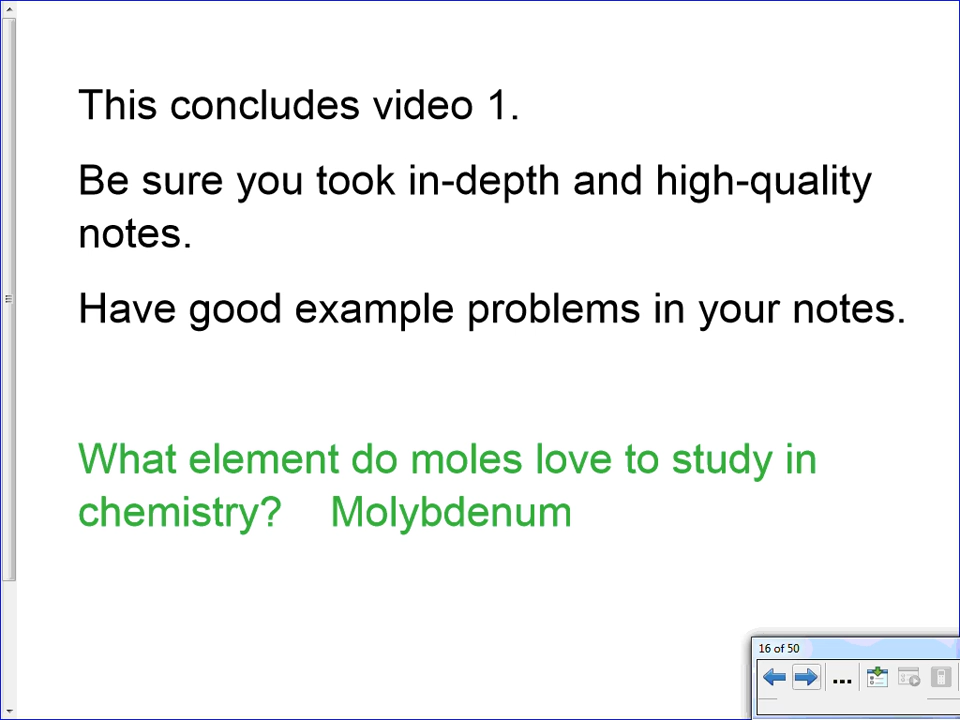 This concludes video 1.
Be sure you took in-depth and high-quality
notes.
Have good example problems in your notes.
What element do moles love to study in
chemistry? Molybdenum
16 of 50
...